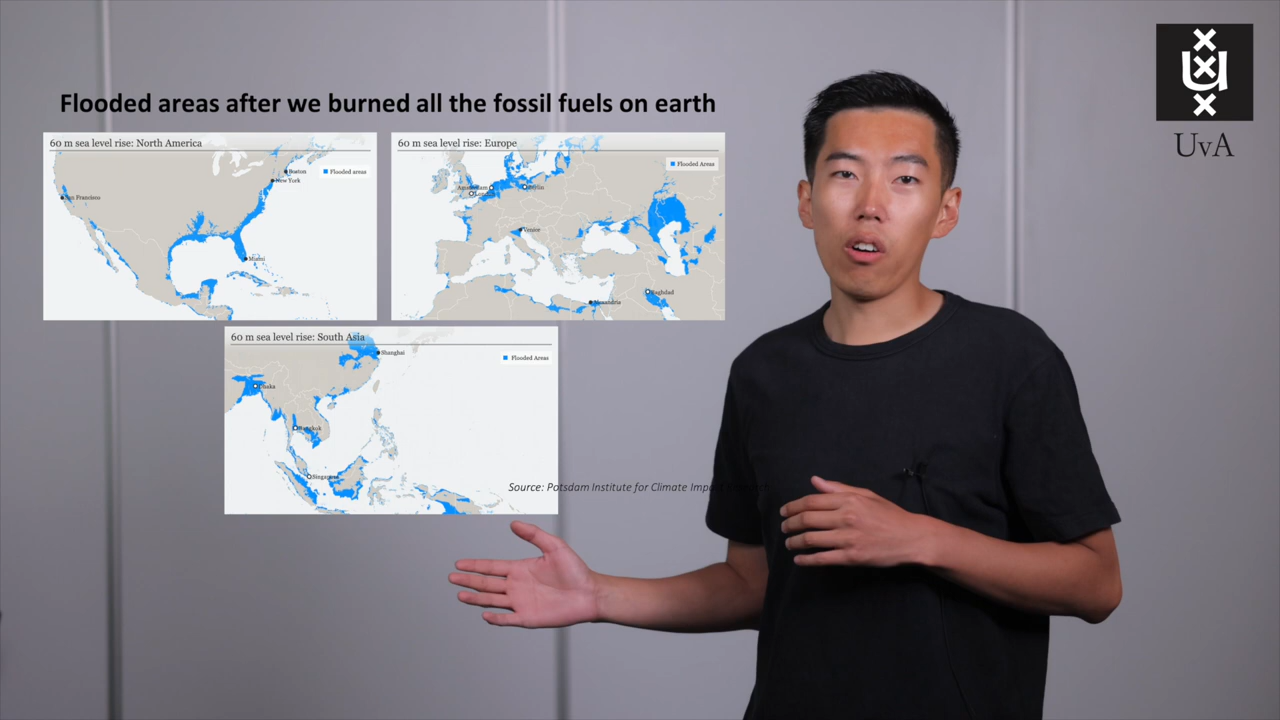 Flooded areas after we burned all the fossil fuels on earth
60 m sea level rise: North America
Flooded areas
Boston
New York
San Francisco
Miami
60 m sea level rise: Europe
Flooded Areas
Amsterdam
London
Berlin
Venice
Alexandria
Baghdad
60 m sea level rise: South Asia
Flooded Areas
Shanghai
Dhaka
Bangkok
Singapore
Source: Potsdam Institute for Climate Impact
UvA